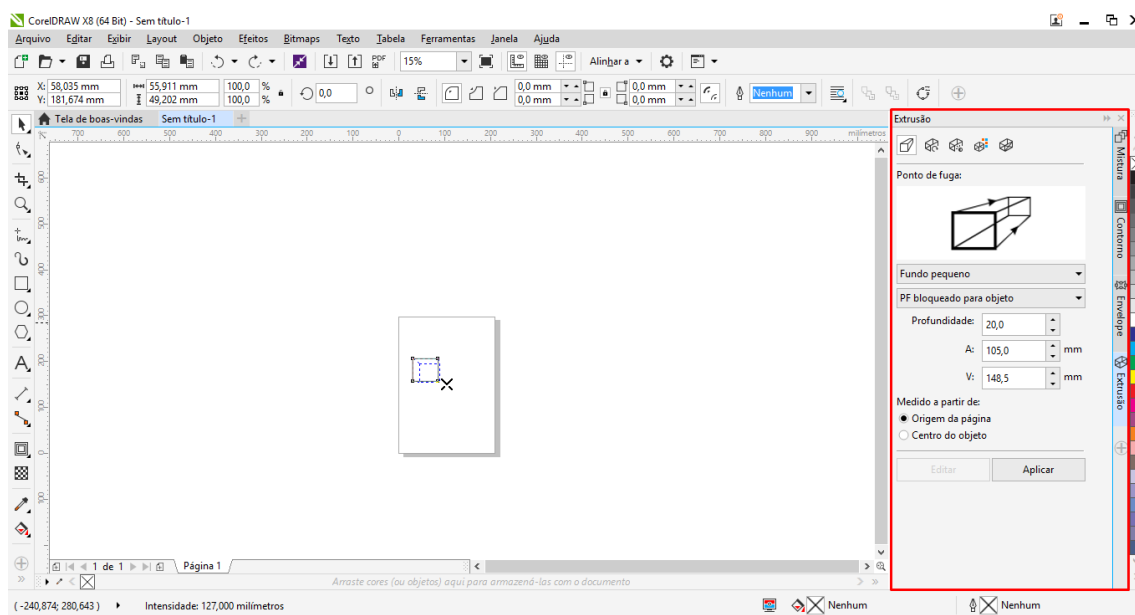 CorelDRAW X8 (64 Bit) - Sem título-1
Arquivo Editar Exibir Layout Objeto Efeitos Bitmaps Texto Tabela Ferramentas Janela Ajuda
PDF 15% Alinhar a
X: 58,035 mm 55,911 mm 100,0 % 0,0 ° 0,0 mm 0,0 mm Nenhum
Y: 181,674 mm 49,202 mm 100,0 % 0,0 mm 0,0 mm
Tela de boas-vindas Sem título-1
700 600 500 400 300 200 100 0 100 200 300 400 500 600 700 800 900 milímetros
Extrusão
Ponto de fuga:
Fundo pequeno
PF bloqueado para objeto
Profundidade: 20,0
A: 105,0 mm
V: 148,5 mm
Medido a partir de:
Origem da página
Centro do objeto
Editar Aplicar
Mistura
Contorno
Envelope
Extrusão
1 de 1 Página 1
Arraste cores (ou objetos) aqui para armazená-las com o documento
( -240,874; 280,643 ) Intensidade: 127,000 milímetros Nenhum Nenhum